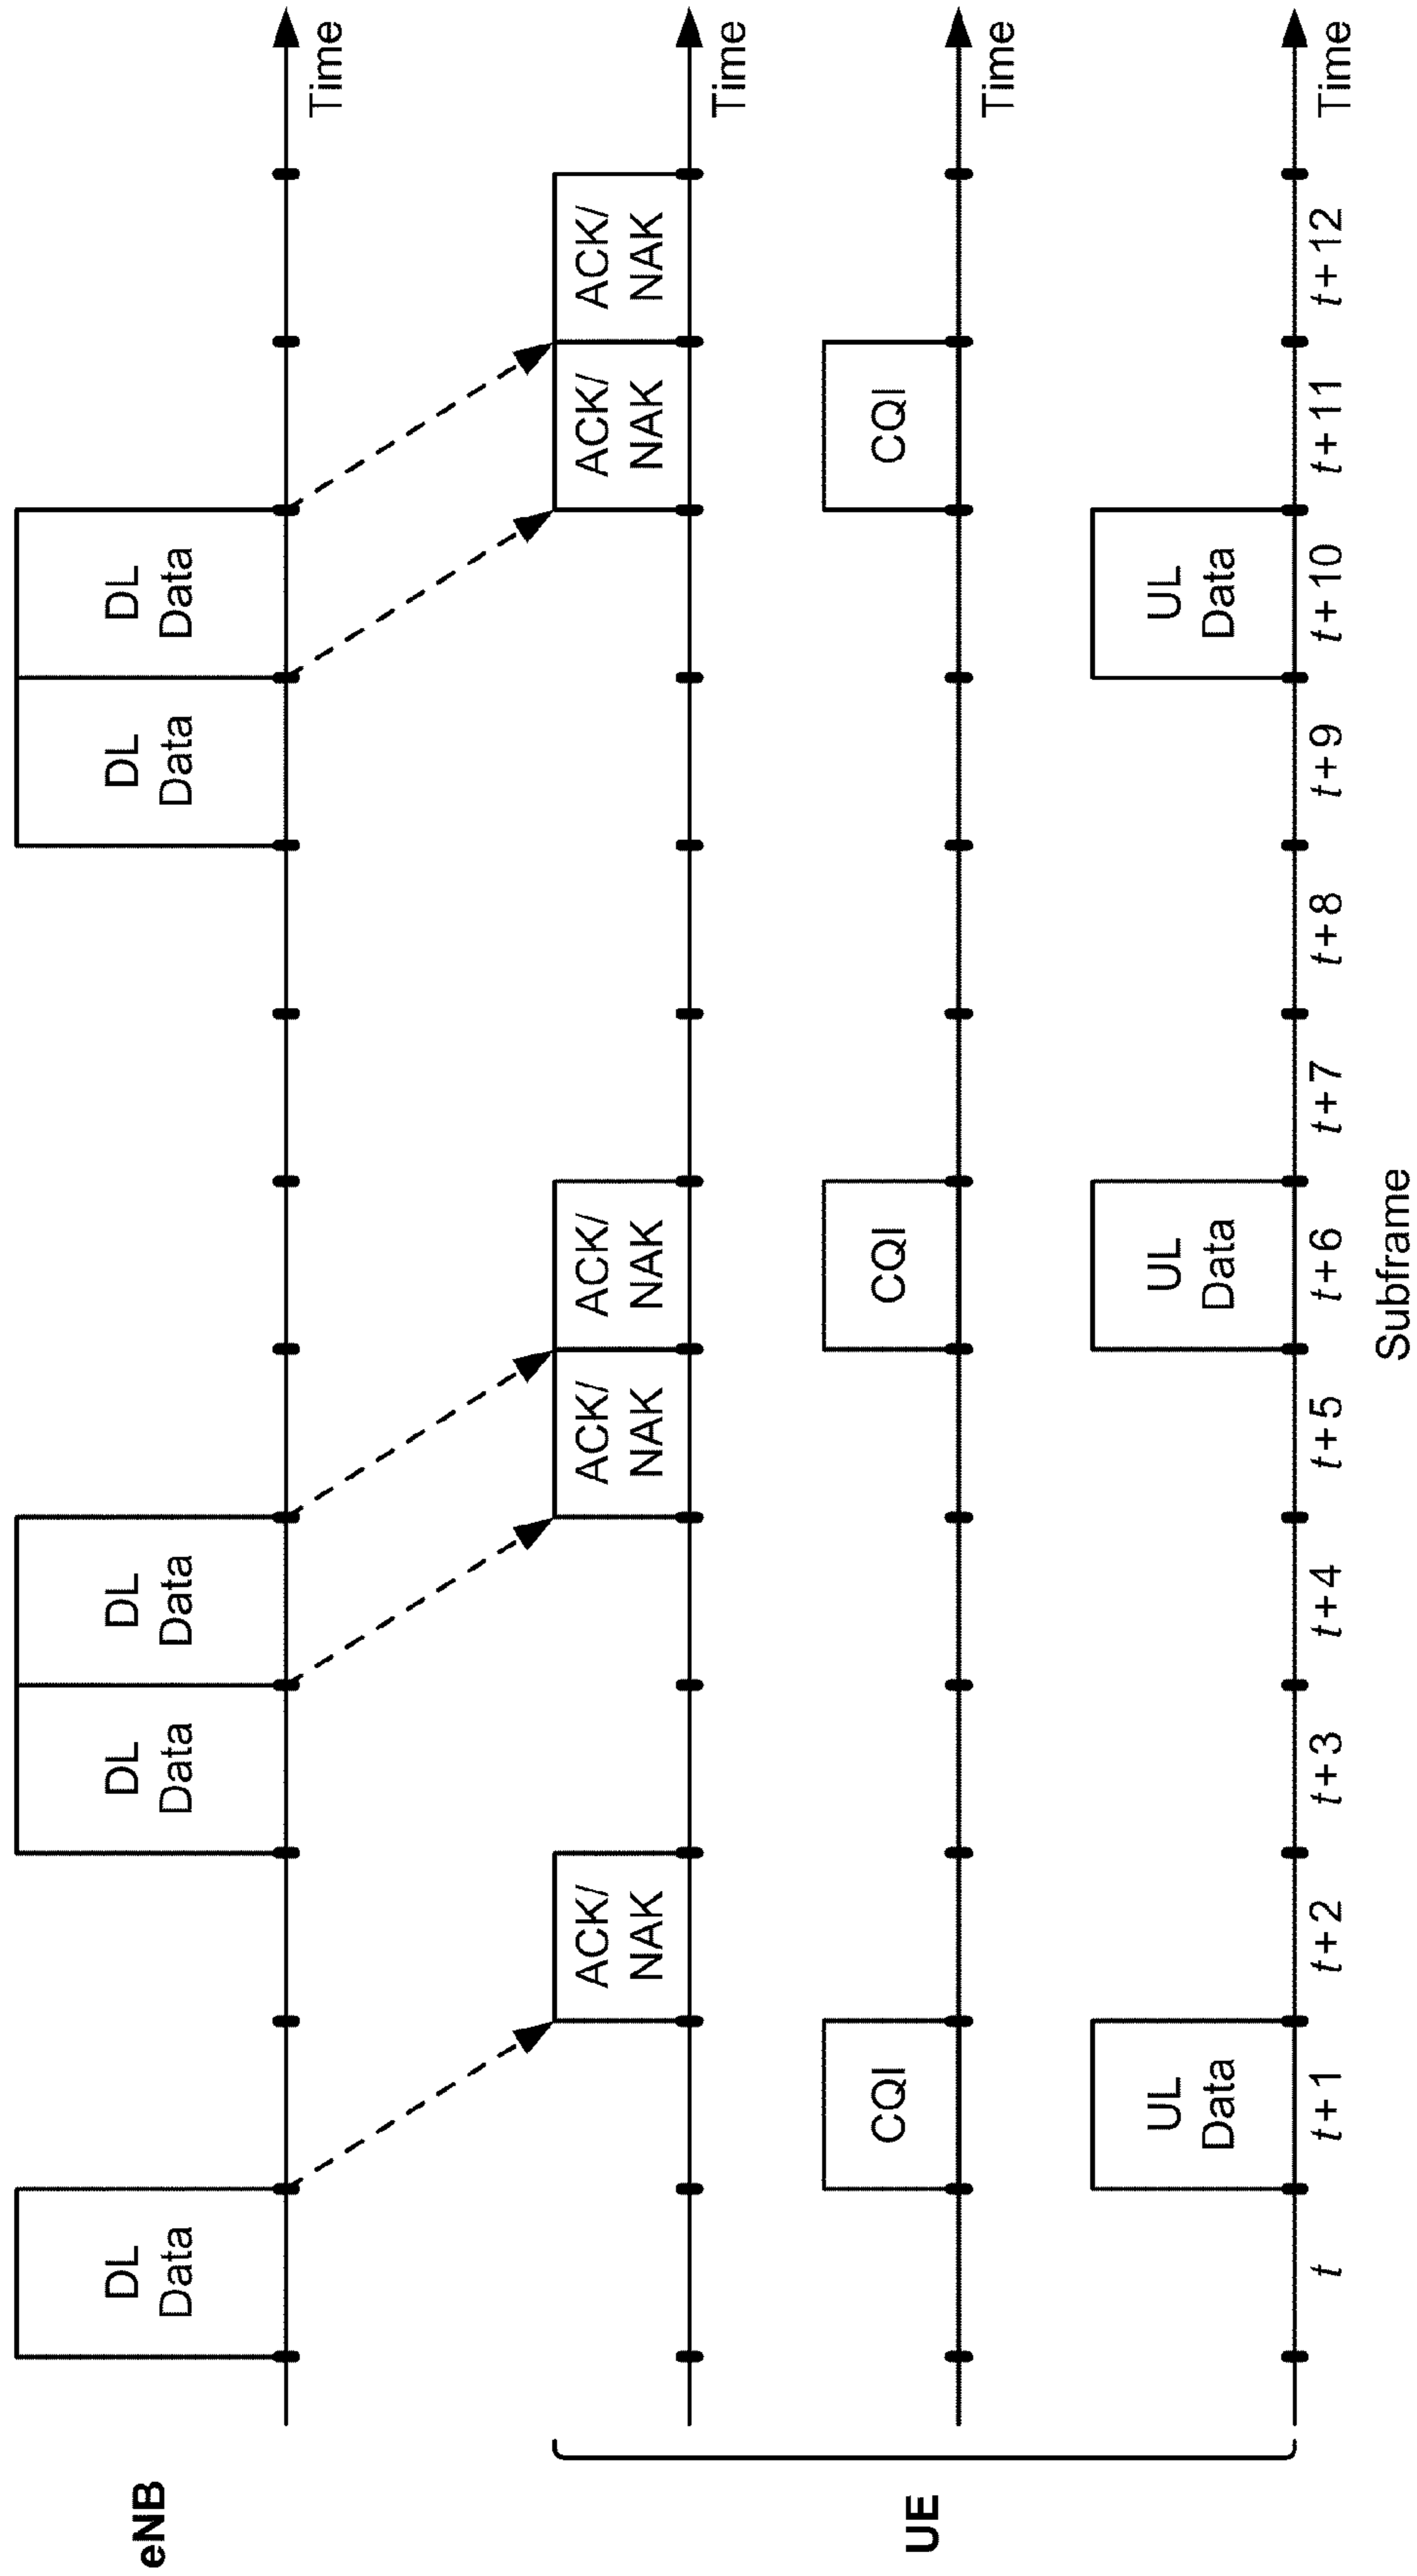 eNB
DL
Data
DL
Data
DL
Data
DL
Data
DL
Data
Time
ACK/
NAK
ACK/
NAK
ACK/
NAK
ACK/
NAK
ACK/
NAK
Time
UE
CQI
CQI
CQI
Time
UL
Data
UL
Data
UL
Data
t
t+1
t+2
t+3
t+4
t+5
t+6
t+7
t+8
t+9
t+10
t+11
t+12
Time
Subframe